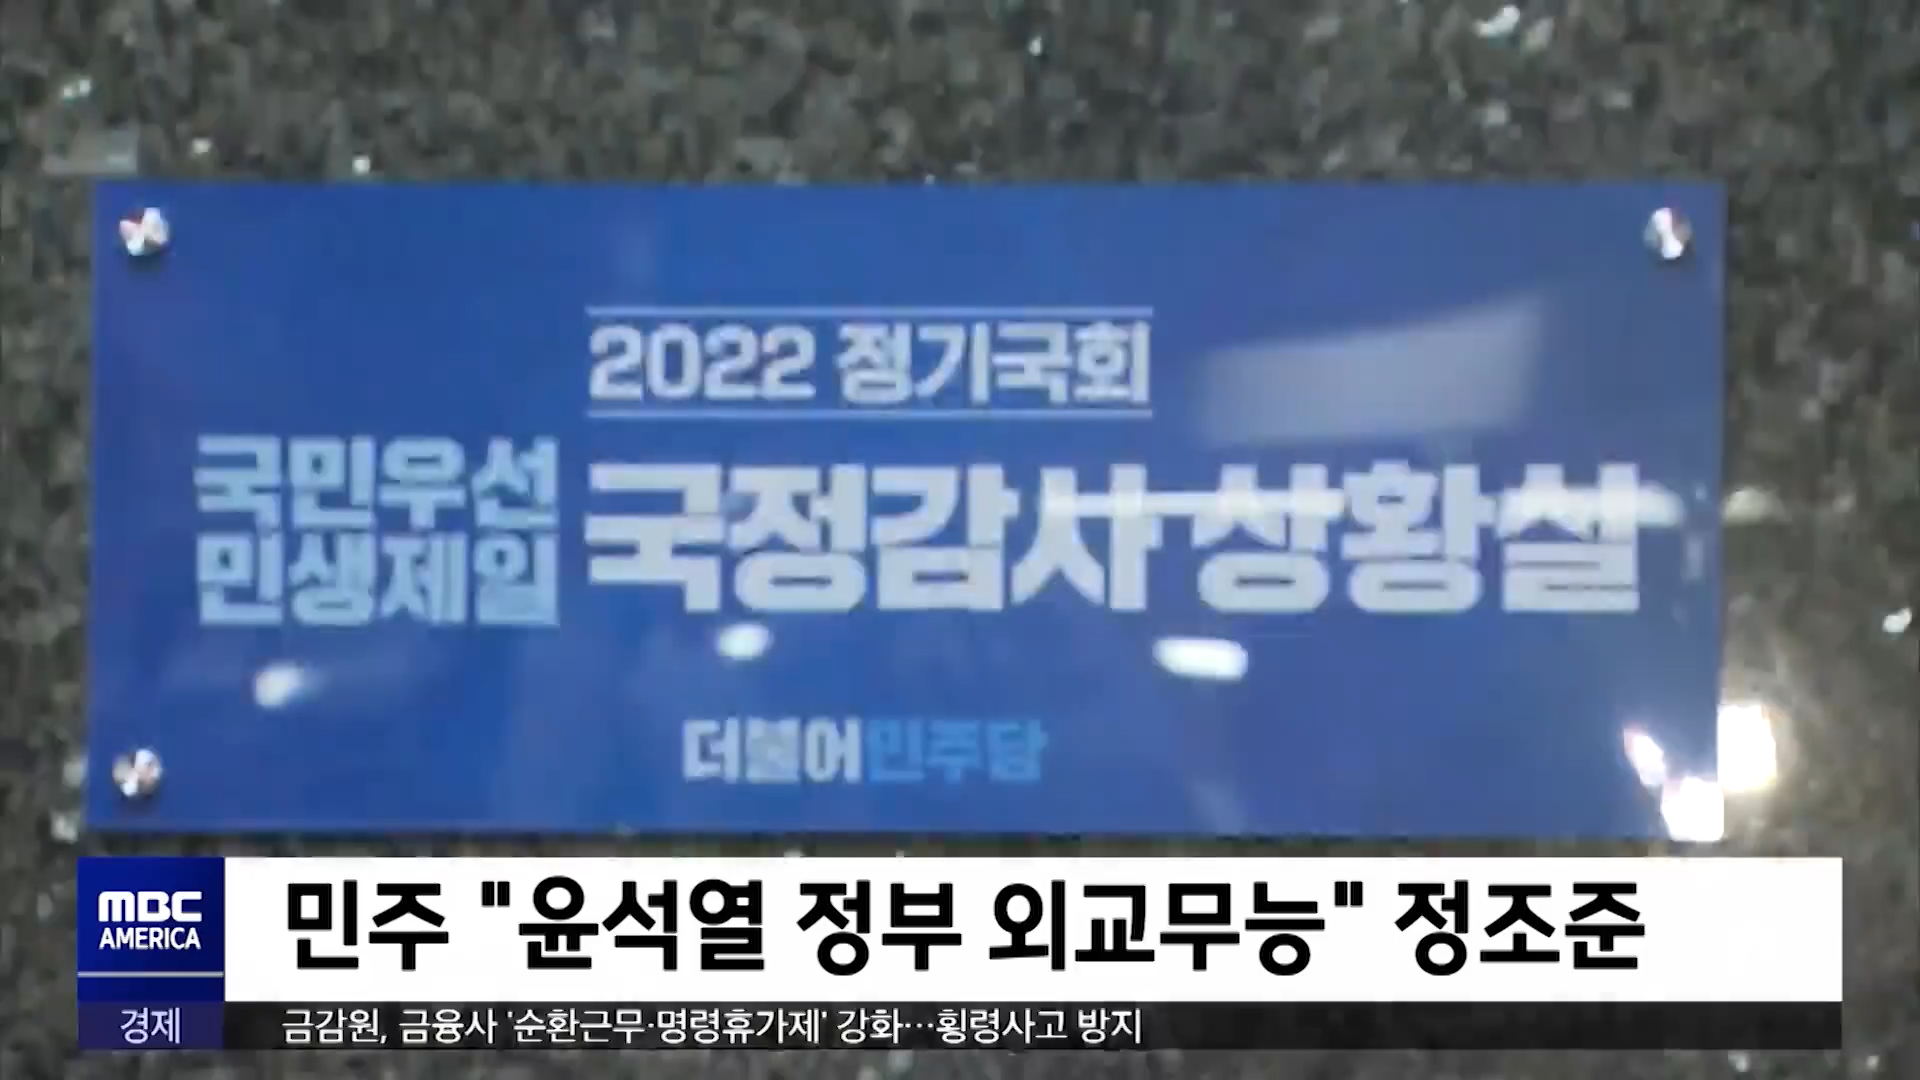 2022 정기국회
국민우선
민생제일
국정감사 상황실
더불어민주당
MBC
AMERICA
민주 "윤석열 정부 외교무능" 정조준
경제
금감원, 금융사 '순환근무·명령휴가제' 강화…횡령사고 방지